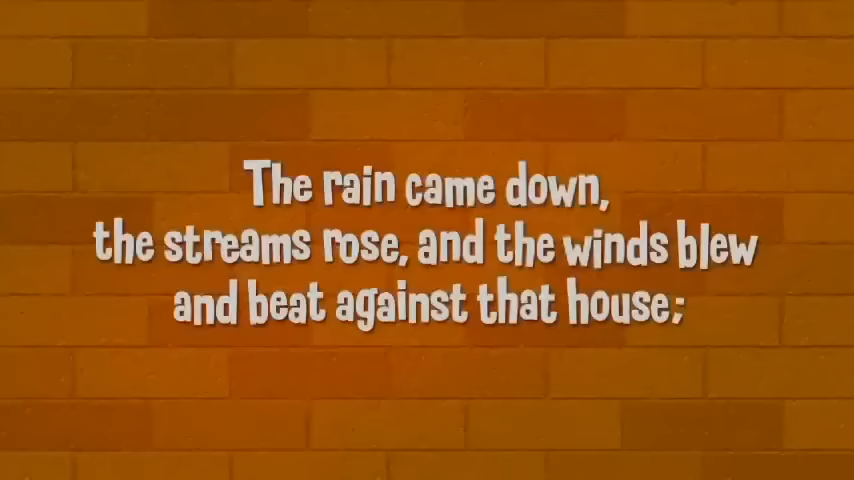 The rain came down,
the streams rose, and the winds blew
and beat against that house;